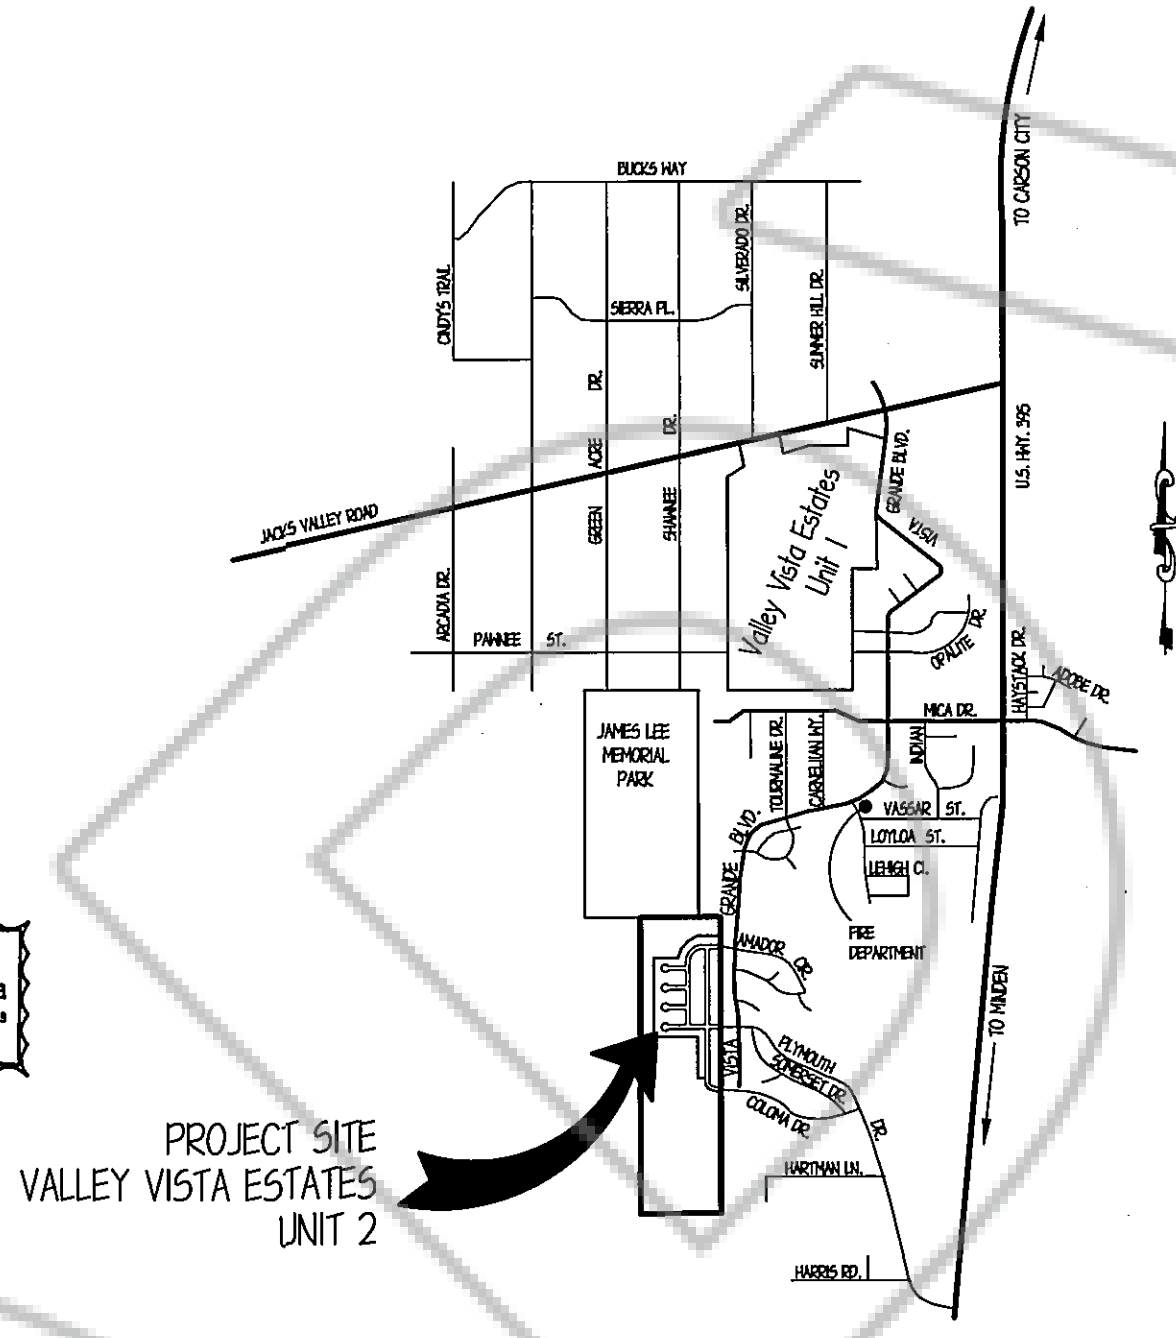 TO CARSON CITY
BUCKS WAY
CINDY'S TRAIL
SILVERADO DR.
SUMMER HILL DR.
SIERRA PL.
GREEN ACRE DR.
SHAWNEE DR.
GRANDE BLVD.
VISTA
U.S. HWY. 395
JACKS VALLEY ROAD
ARCADIA DR.
PAWNEE ST.
Valley Vista Estates
Unit 1
OPALITE DR.
HAYSTACK DR.
ADOBE DR.
MICA DR.
JAMES LEE
MEMORIAL
PARK
TOURMALINE DR.
CARNELIAN WY.
INDIAN
VASSAR ST.
LOYLOA ST.
LEHIGH CI.
GRANDE BLVD.
FIRE
DEPARTMENT
AMADOR DR.
VISTA
PLYMOUTH DR.
SOMERSET DR.
COLOMA DR.
TO MINDEN
HARTMAN LN.
HARRIS RD.
PROJECT SITE
VALLEY VISTA ESTATES
UNIT 2